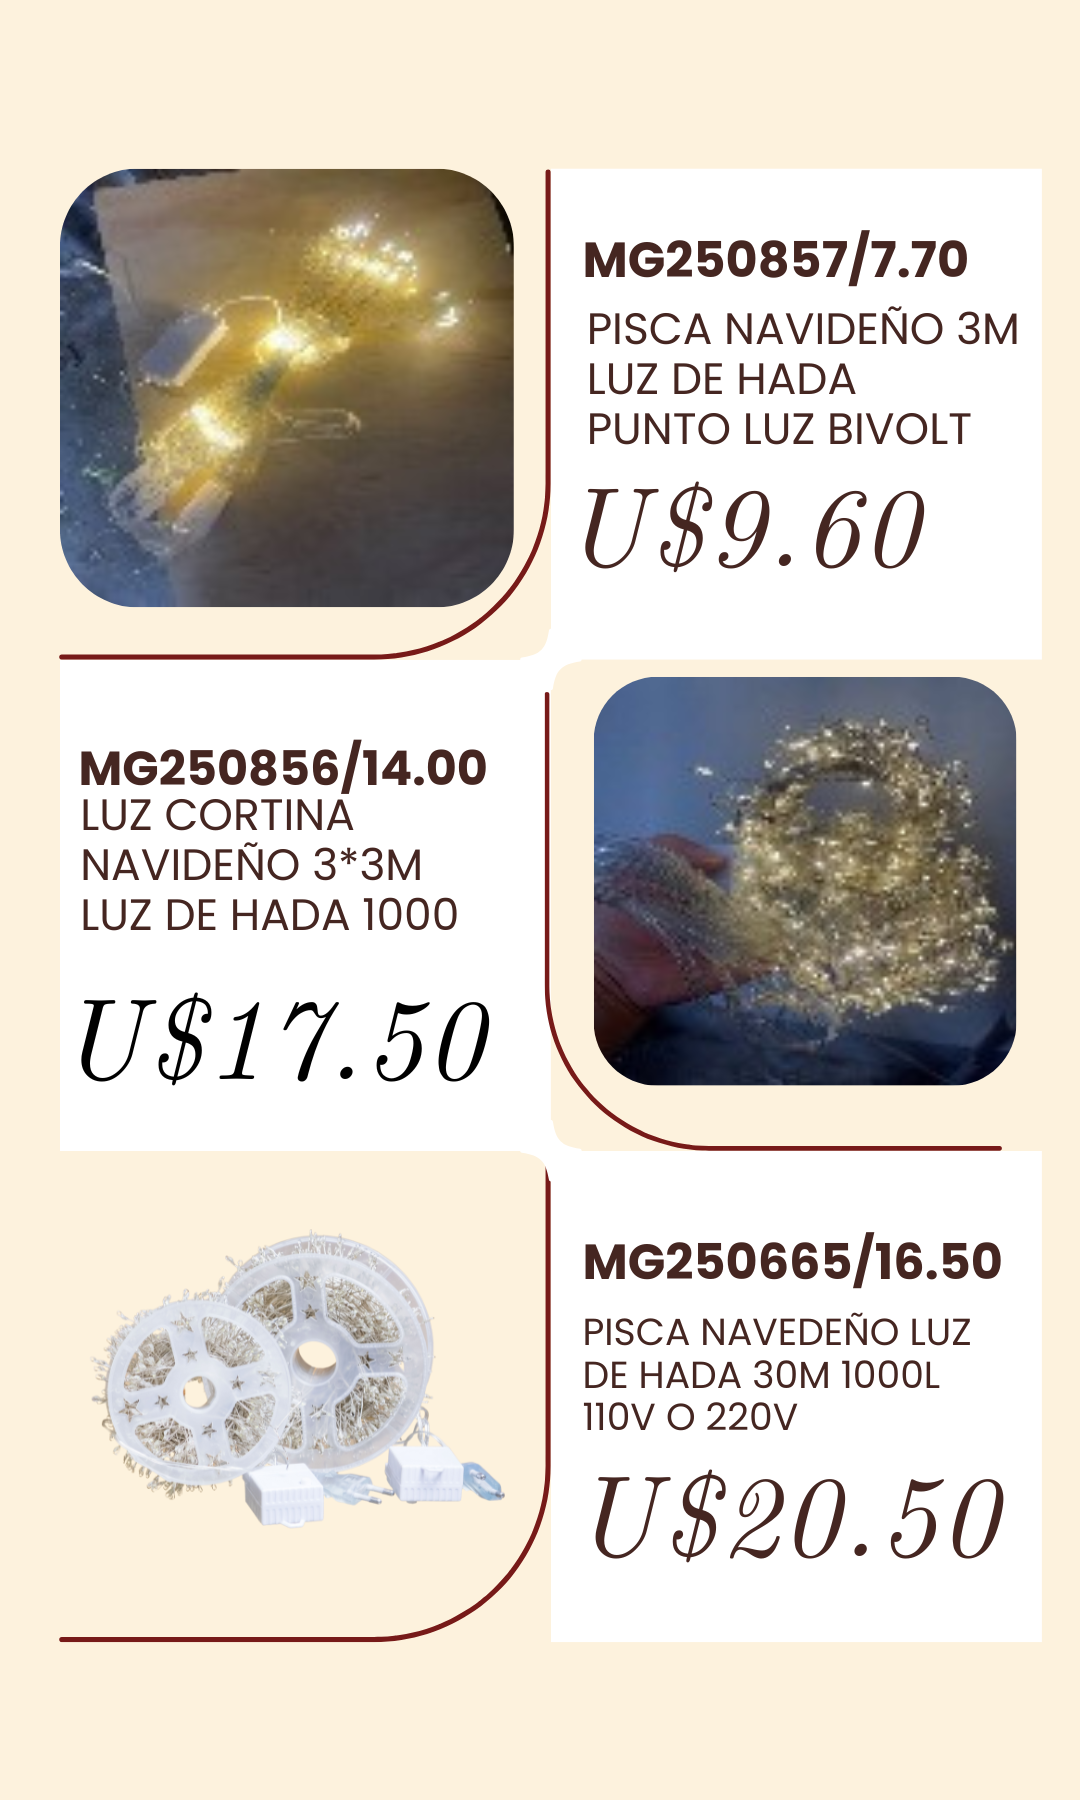 MG250857/7.70
PISCA NAVIDEÑO 3M
LUZ DE HADA
PUNTO LUZ BIVOLT
U$9.60
MG250856/14.00
LUZ CORTINA
NAVIDEÑO 3*3M
LUZ DE HADA 1000
U$17.50
MG250665/16.50
PISCA NAVEDEÑO LUZ
DE HADA 30M 1000L
110V O 220V
U$20.50